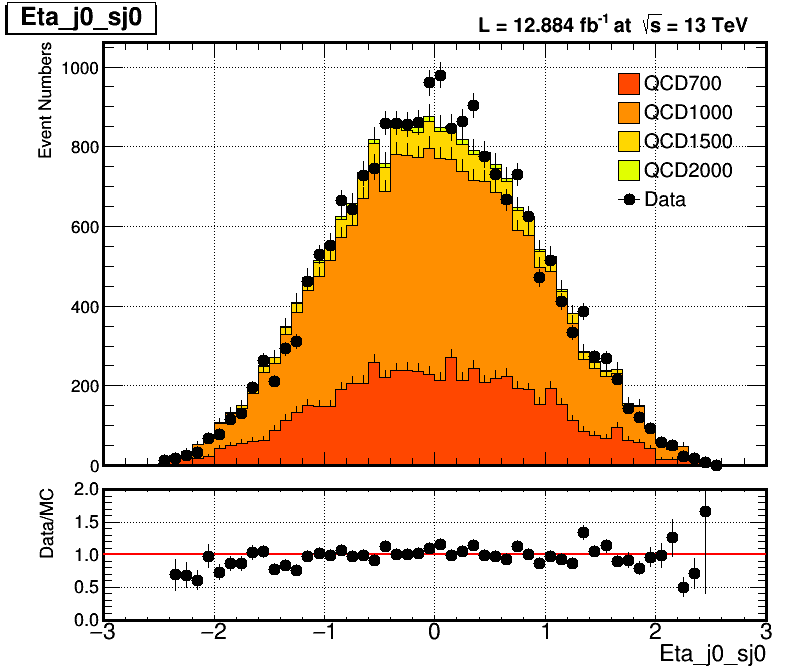 Eta_j0_sj0
L = 12.884 fb⁻¹ at √s = 13 TeV
Event Numbers
1000
800
600
400
200
0
QCD700
QCD1000
QCD1500
QCD2000
Data
Data/MC
2.0
1.5
1.0
0.5
0.0
−3 −2 −1 0 1 2 3
Eta_j0_sj0